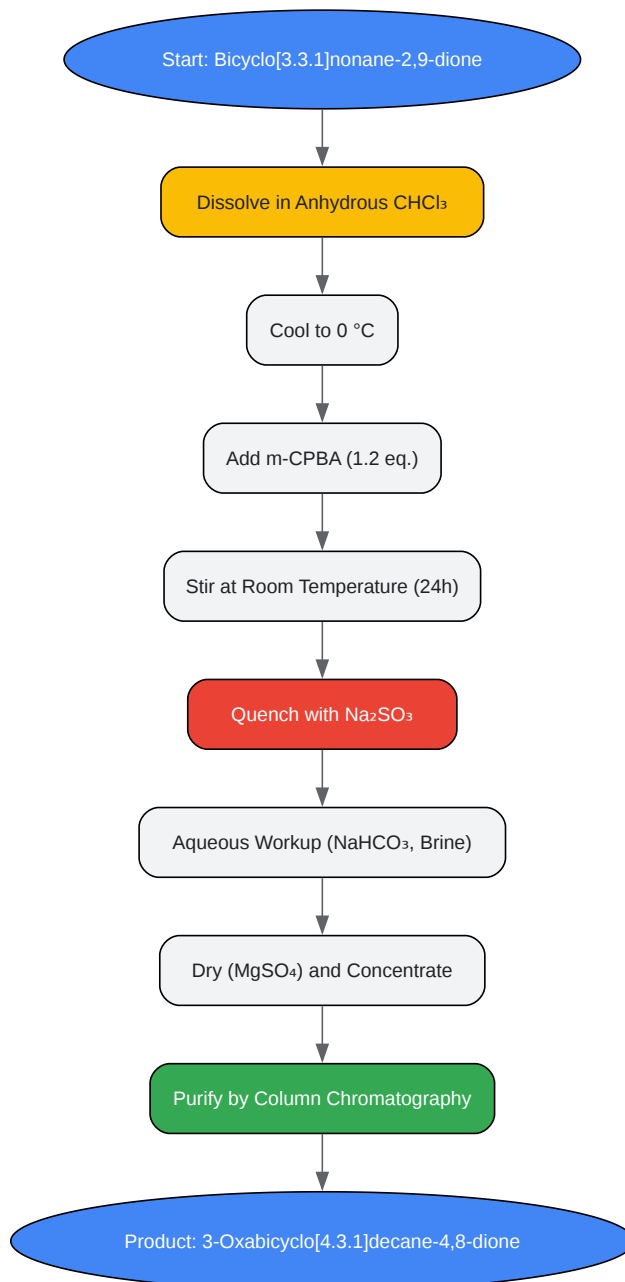 Start: Bicyclo[3.3.1]nonane-2,9-dione
Dissolve in Anhydrous CHCl₃
Cool to 0 °C
Add m-CPBA (1.2 eq.)
Stir at Room Temperature (24h)
Quench with Na₂SO₃
Aqueous Workup (NaHCO₃, Brine)
Dry (MgSO₄) and Concentrate
Purify by Column Chromatography
Product: 3-Oxabicyclo[4.3.1]decane-4,8-dione